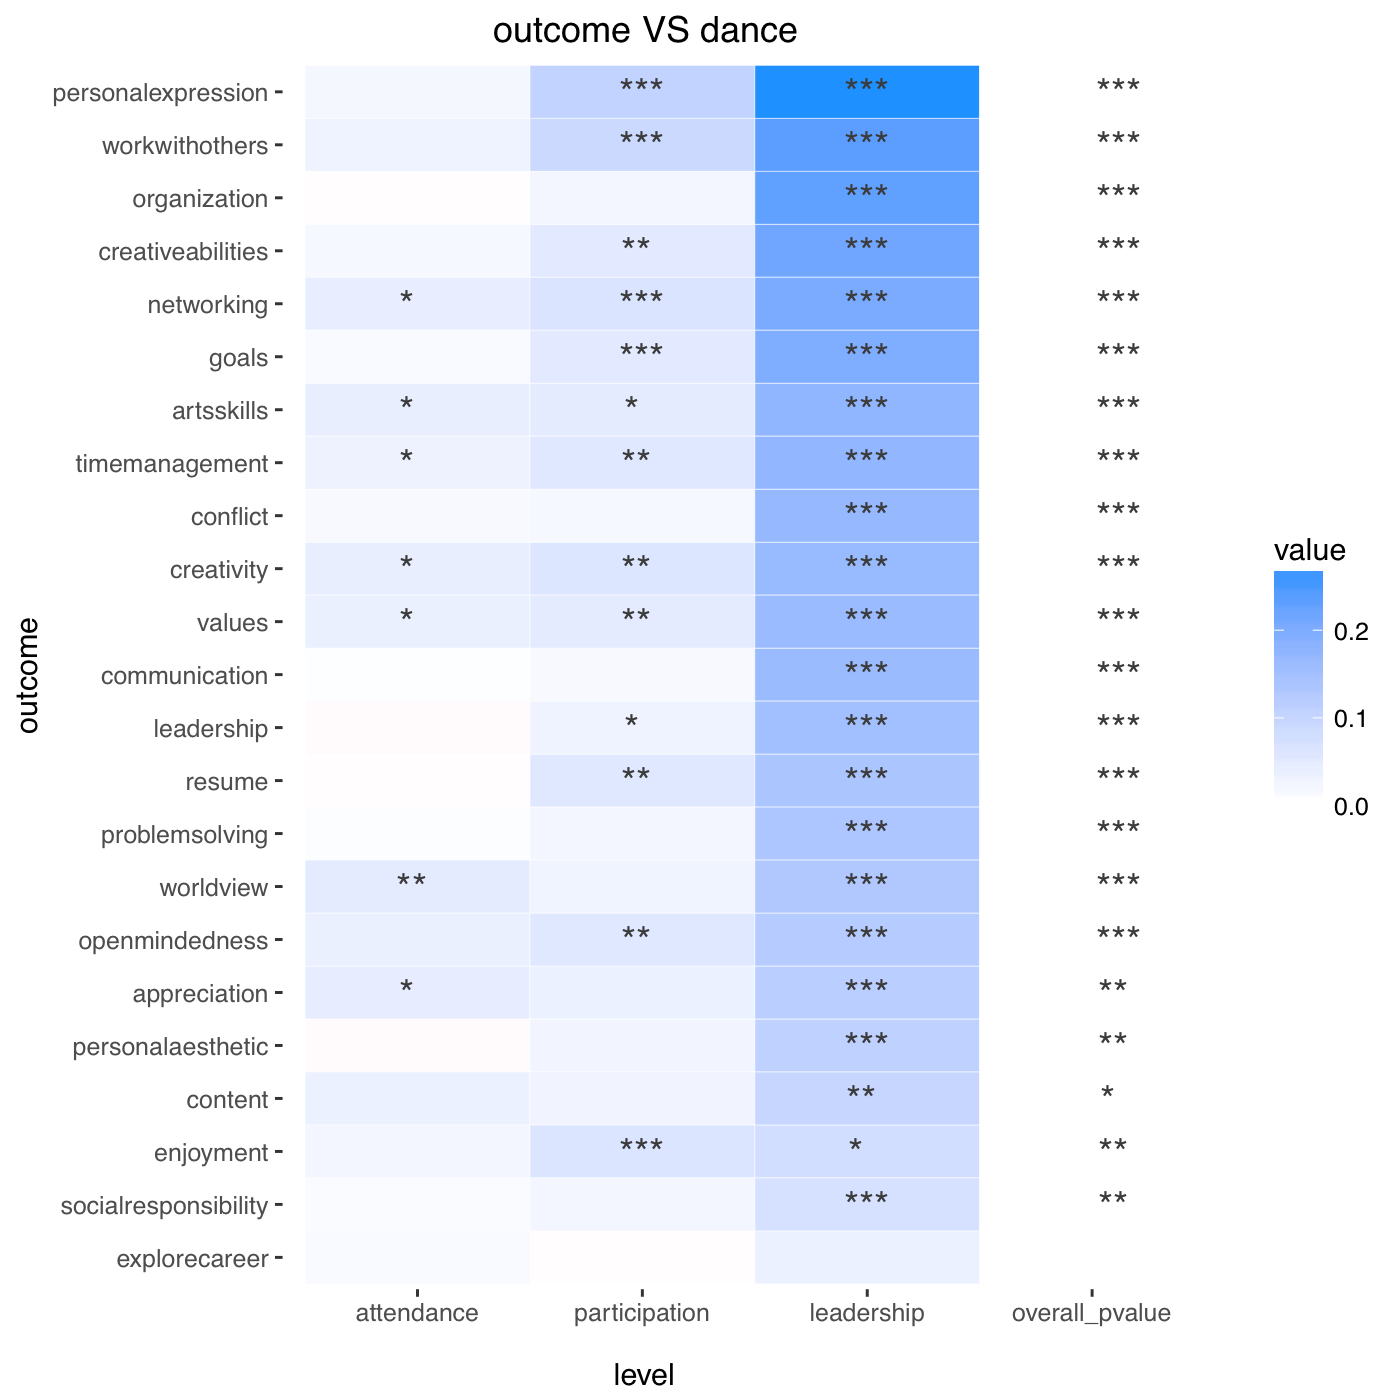 outcome VS dance
personalexpression *** *** ***
workwithothers *** *** ***
organization *** ***
creativeabilities ** *** ***
networking * *** *** ***
goals *** *** ***
artsskills * * *** ***
timemanagement * ** *** ***
conflict *** ***
creativity * ** *** ***
values * ** *** ***
communication *** ***
leadership * *** ***
resume ** *** ***
problemsolving *** ***
worldview ** *** ***
openmindedness ** *** ***
appreciation * *** **
personalaesthetic *** **
content ** *
enjoyment *** * **
socialresponsibility *** **
explorecareer
attendance participation leadership overall_pvalue
level
outcome
value
0.2
0.1
0.0